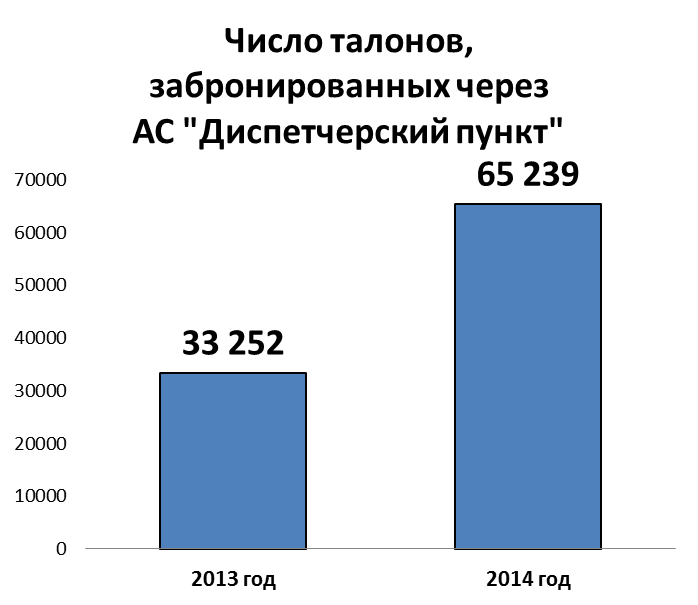 Число талонов,
забронированных через
АС "Диспетчерский пункт"
70000
65 239
60000
50000
40000
33 252
30000
20000
10000
0
2013 год
2014 год